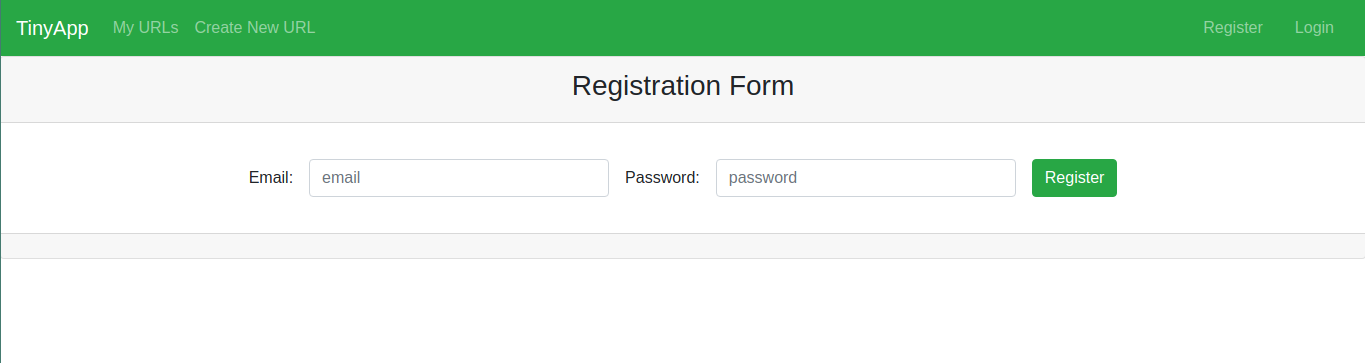 TinyApp My URLs Create New URL Register Login
Registration Form
Email: email Password: password Register